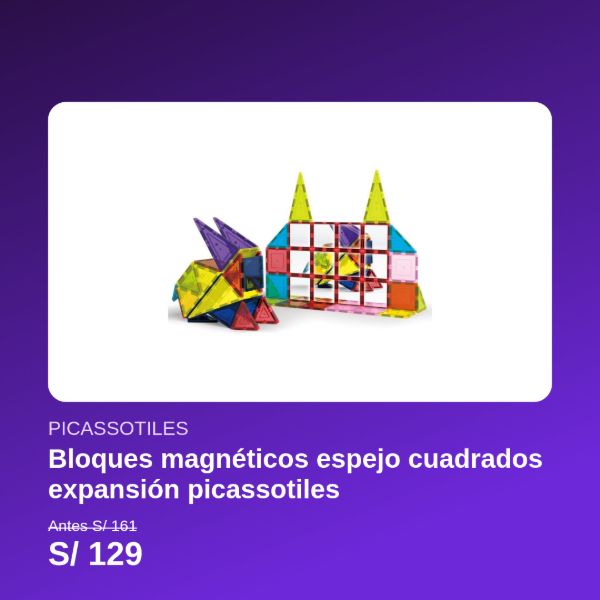 PICASSOTILES
Bloques magnéticos espejo cuadrados
expansión picassotiles
Antes S/ 161
S/ 129